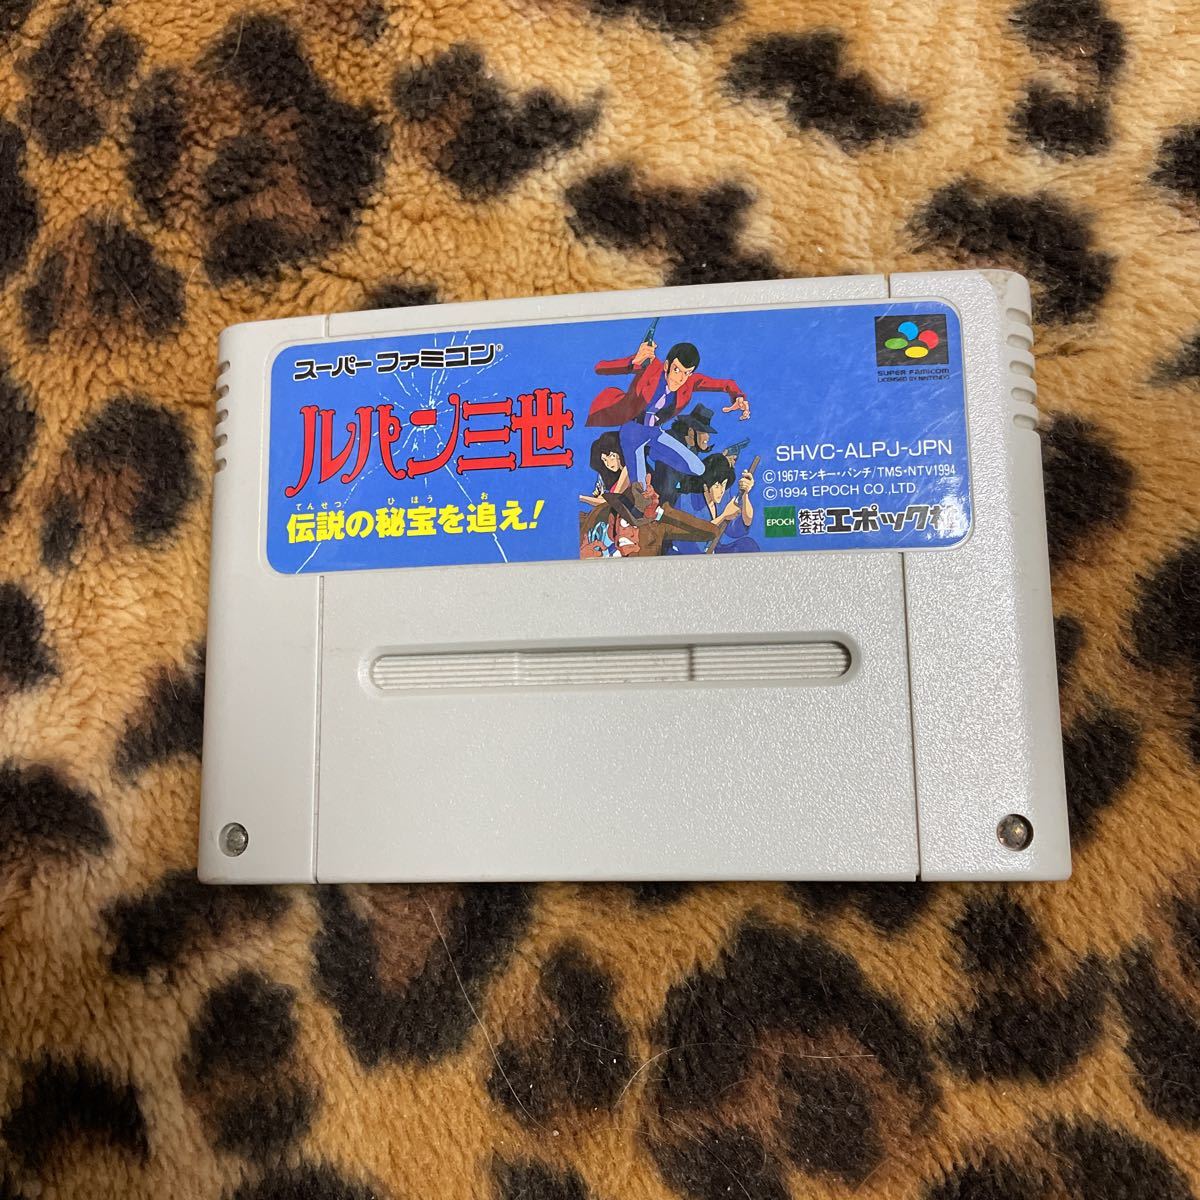 スーパーファミコン®
ルパン三世
てんせつ ひほう お
伝説の秘宝を追え!
SUPER FAMICOM
LICENSED BY NINTENDO
SHVC-ALPJ-JPN
©1967モンキー・パンチ/TMS・NTV1994
©1994 EPOCH CO., LTD.
EPOCH 株式会社 エポック社